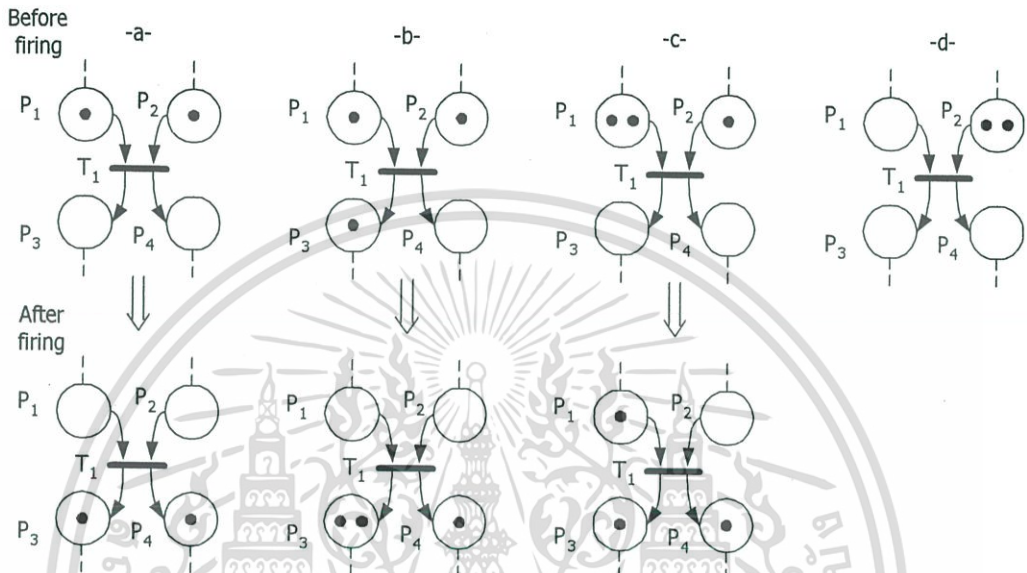 Before
firing
-a-
-b-
-c-
-d-
P1 P2
P1 P2
P1 P2
P1 P2
T1
T1
T1
T1
P3 P4
P3 P4
P3 P4
P3 P4
After
firing
P1 P2
P1 P2
P1 P2
T1
T1
T1
P3 P4
P3 P4
P3 P4